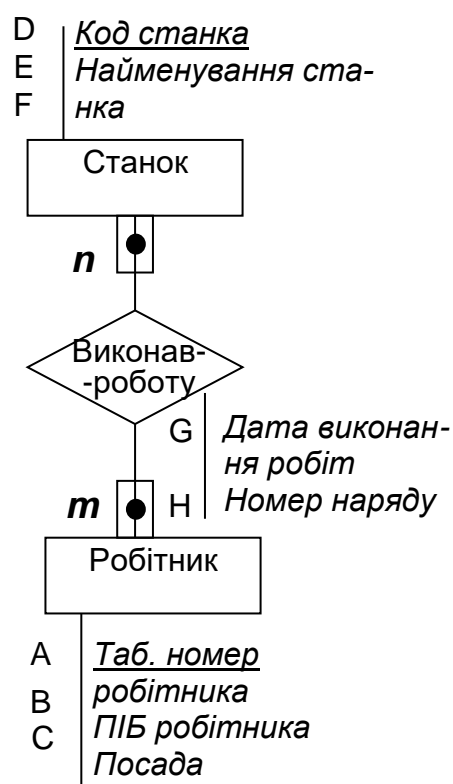 D Код станка
E Найменування ста-
F нка
Станок
n
Виконав-
-роботу
G Дата виконан-
ня робіт
H Номер наряду
m
Робітник
A Таб. номер
робітника
B ПІБ робітника
C Посада